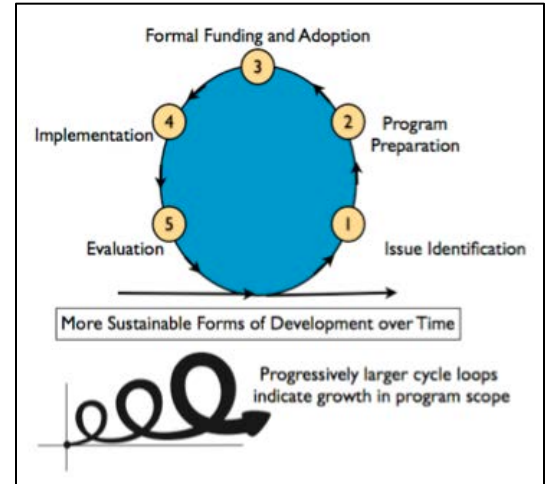 Formal Funding and Adoption
3
4
2
Implementation
Program
Preparation
5
1
Evaluation
Issue Identification
More Sustainable Forms of Development over Time
Progressively larger cycle loops
indicate growth in program scope